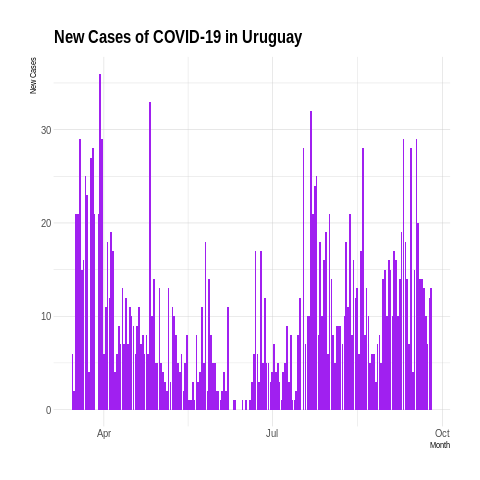 New Cases of COVID-19 in Uruguay
New Cases
30
20
10
0
Apr
Jul
Oct
Month